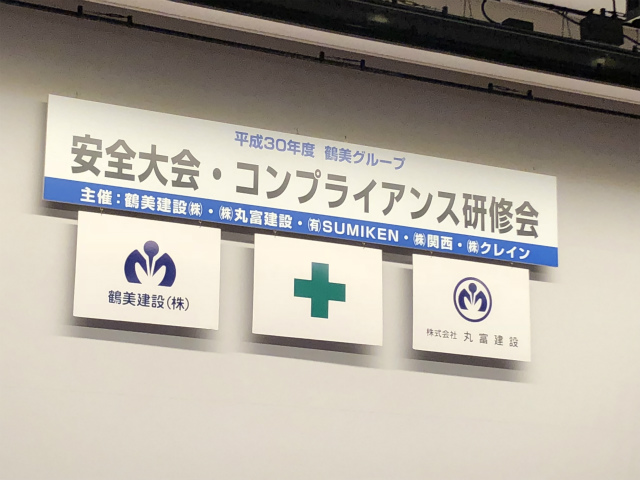 平成30年度 鶴美グループ
安全大会・コンプライアンス研修会
主催：鶴美建設㈱・㈱丸富建設・㈲SUMIKEN・㈱関西・㈱クレイン
鶴美建設(株)
株式会社 丸富建設